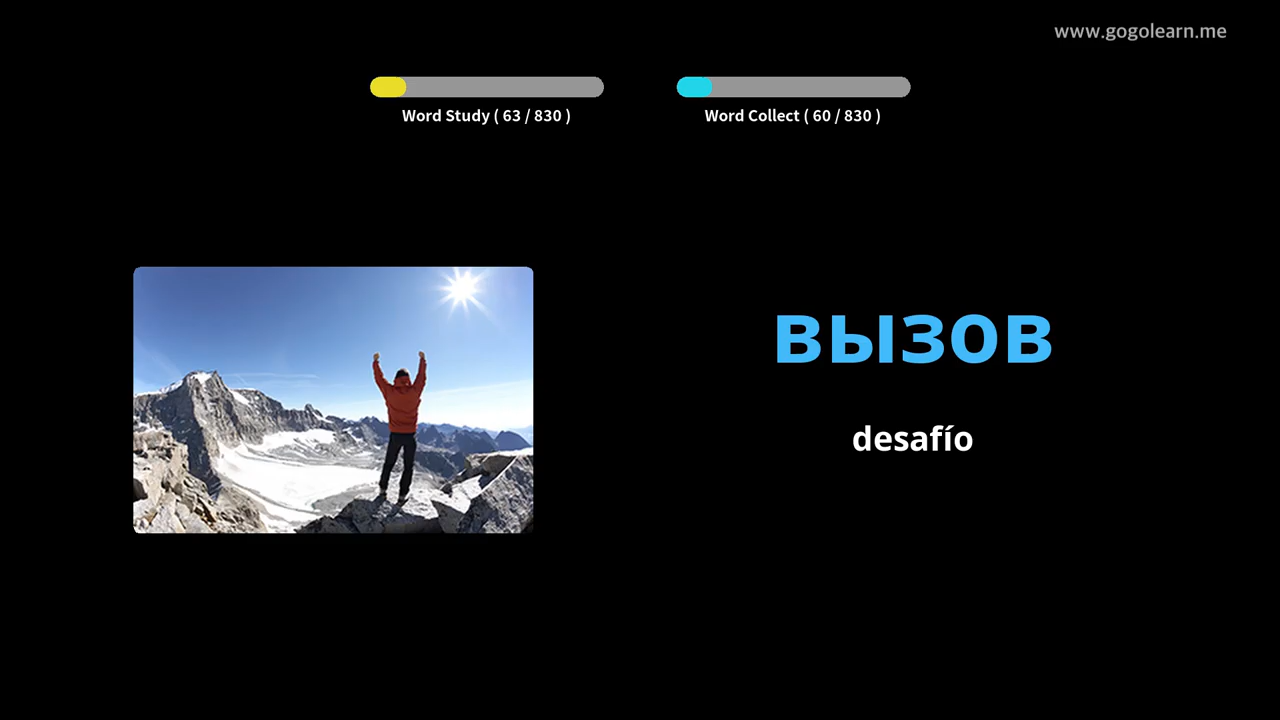 www.gogolearn.me
Word Study ( 63 / 830 )
Word Collect ( 60 / 830 )
вызов
desafío